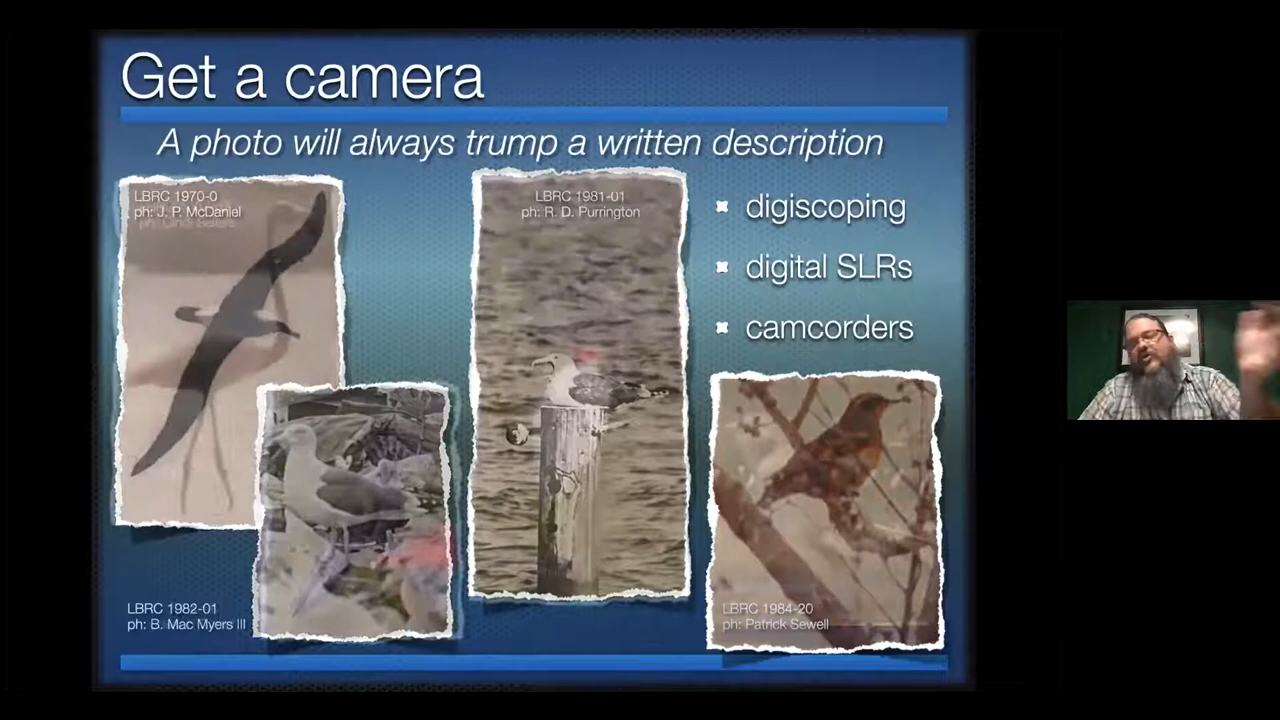 Get a camera
A photo will always trump a written description
LBRC 1970-0
ph: J. P. McDaniel
LBRC 1981-01
ph: R. D. Purrington
digiscoping
digital SLRs
camcorders
LBRC 1982-01
ph: B. Mac Myers III
LBRC 1984-20
ph: Patrick Sewell